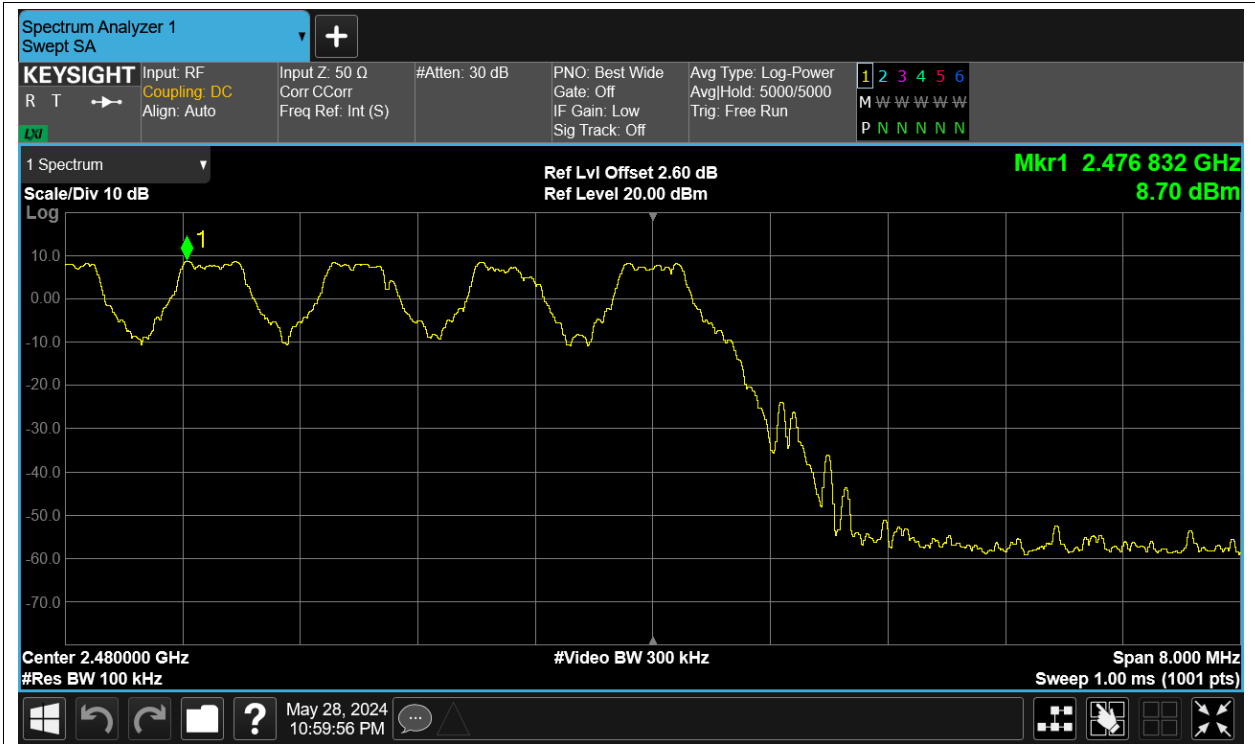 Spectrum Analyzer 1
Swept SA
KEYSIGHT
R T
LXI
Input: RF
Coupling: DC
Align: Auto
Input Z: 50 Ω
Corr CCorr
Freq Ref: Int (S)
#Atten: 30 dB
PNO: Best Wide
Gate: Off
IF Gain: Low
Sig Track: Off
Avg Type: Log-Power
Avg|Hold: 5000/5000
Trig: Free Run
1 2 3 4 5 6
M W W W W W
P N N N N N
1 Spectrum
Scale/Div 10 dB
Ref Lvl Offset 2.60 dB
Ref Level 20.00 dBm
Mkr1 2.476 832 GHz
8.70 dBm
Log
1
10.0
0.00
-10.0
-20.0
-30.0
-40.0
-50.0
-60.0
-70.0
Center 2.480000 GHz
#Res BW 100 kHz
#Video BW 300 kHz
Span 8.000 MHz
Sweep 1.00 ms (1001 pts)
?
May 28, 2024
10:59:56 PM